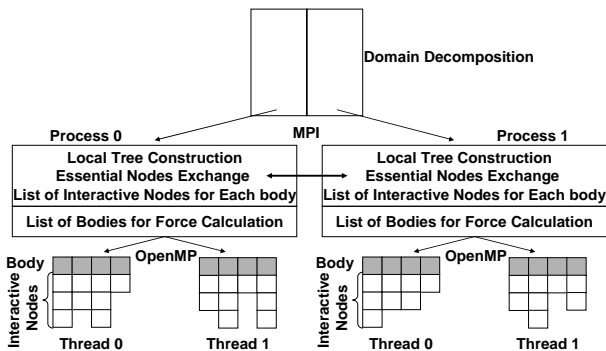 Domain Decomposition
Process 0
MPI
Process 1
Local Tree Construction
Essential Nodes Exchange
List of Interactive Nodes for Each body
List of Bodies for Force Calculation
Local Tree Construction
Essential Nodes Exchange
List of Interactive Nodes for Each body
List of Bodies for Force Calculation
OpenMP
Body
Interactive
Nodes
Thread 0
Thread 1
OpenMP
Body
Interactive
Nodes
Thread 0
Thread 1